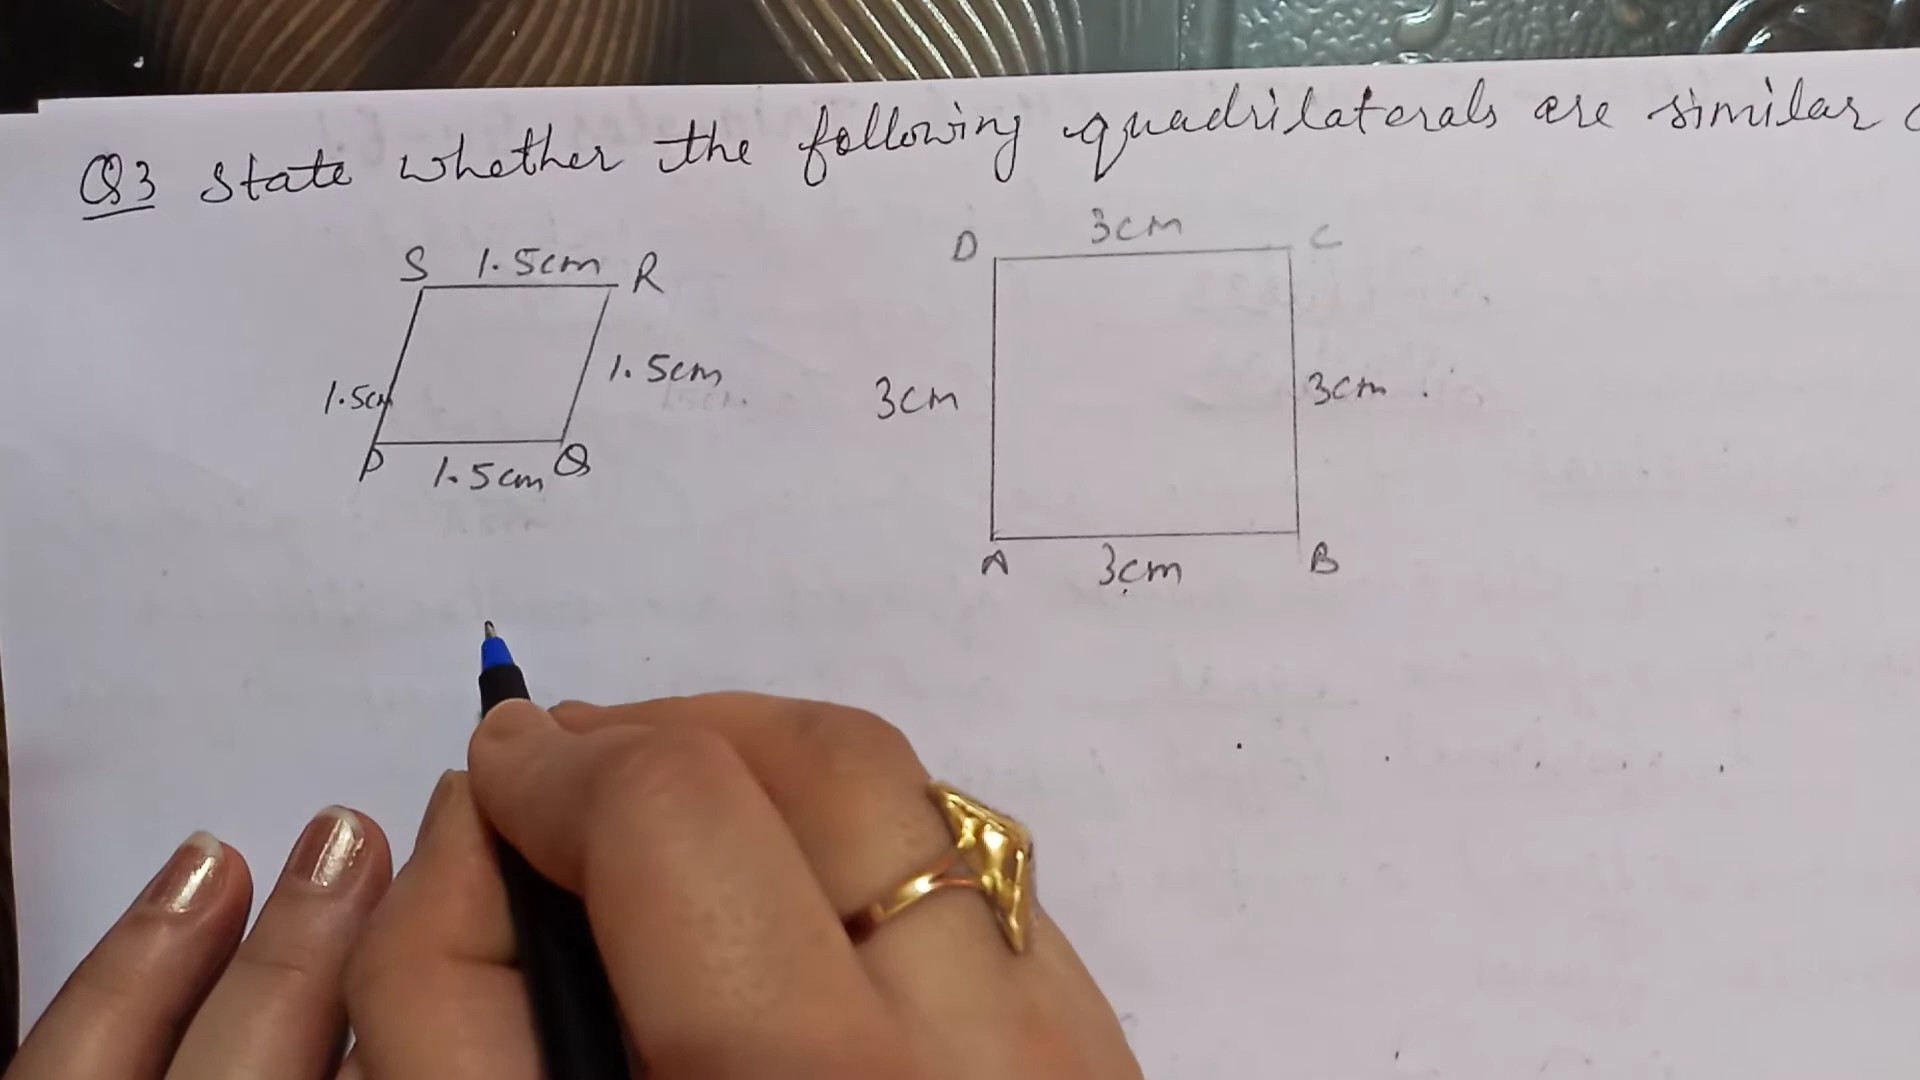 Q3 State whether the following quadrilaterals are similar
S 1.5cm R
1.5cm
1.5cm
P 1.5cm Q
D 3cm C
3cm
3cm
A 3cm B